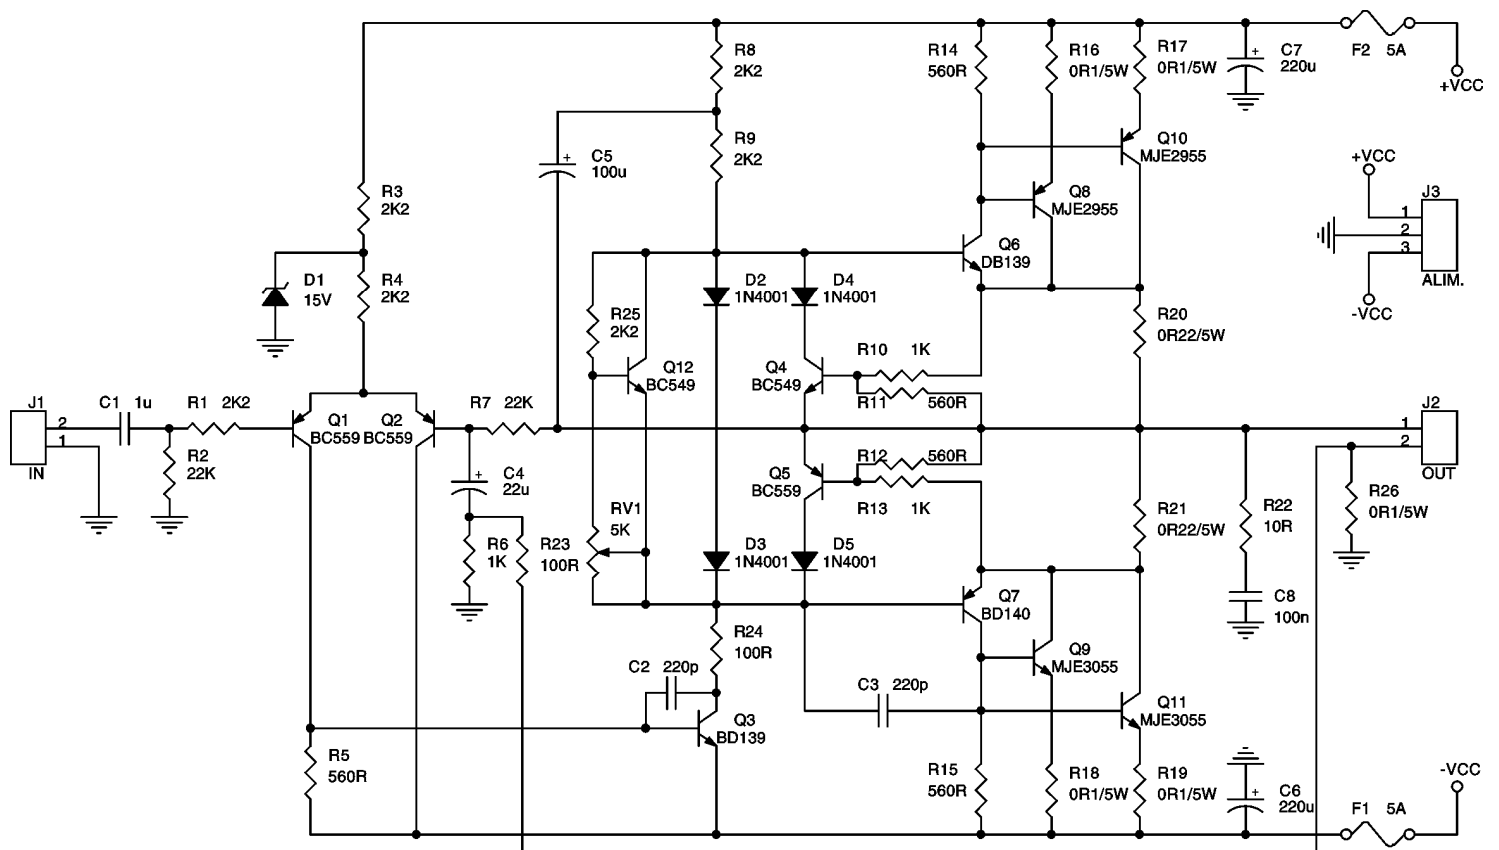 R8
2K2
R14
560R
R16
0R1/5W
R17
0R1/5W
C7
220u
+
F2 5A
+VCC
R9
2K2
C5
100u
+
Q10
MJE2955
Q8
MJE2955
+VCC
J3
1
2
3
ALIM.
-VCC
R3
2K2
R4
2K2
D1
15V
Q6
DB139
D2
1N4001
D4
1N4001
R25
2K2
R20
0R22/5W
Q12
BC549
Q4
BC549
R10 1K
R11 560R
J1
2
1
IN
C1 1u
R1 2K2
R2
22K
Q1
BC559
Q2
BC559
R7 22K
J2
1
2
OUT
C4
22u
+
Q5
BC559
R12 560R
R13 1K
R26
0R1/5W
R22
10R
R21
0R22/5W
RV1
5K
R6
1K
R23
100R
D3
1N4001
D5
1N4001
Q7
BD140
C8
100n
R24
100R
C2 220p
C3 220p
Q9
MJE3055
Q11
MJE3055
Q3
BD139
R5
560R
R15
560R
R18
0R1/5W
R19
0R1/5W
C6
220u
+
F1 5A
-VCC